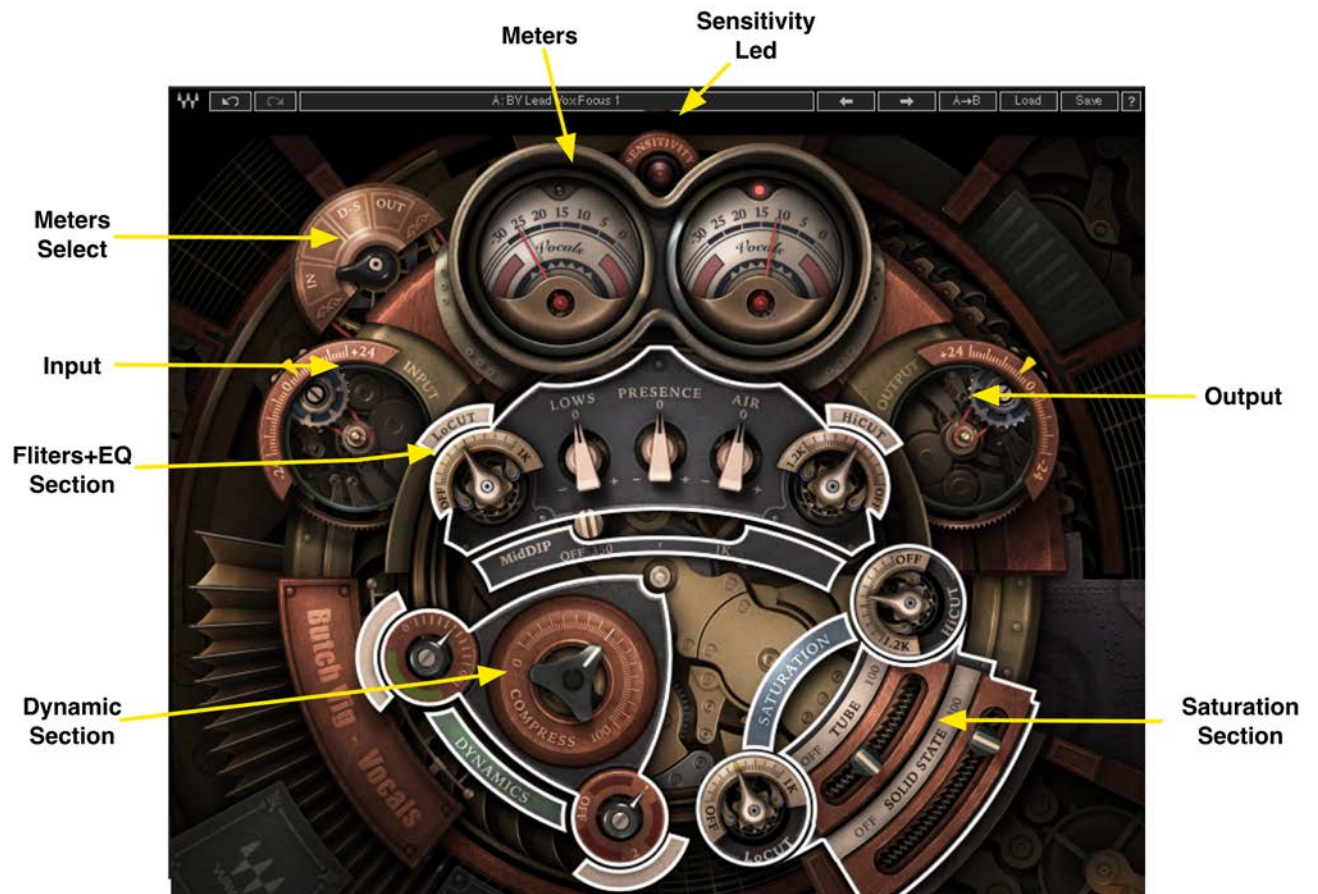 Meters
Sensitivity
Led
A: BY Lead Vox Focus 1
A→B
Load
Save
?
SENSITIVITY
Meters
Select
IN
D-S
OUT
-30 25 20 15 10 5 0
Vocals
-30 25 20 15 10 5 0
Vocals
Input
0
+24
INPUT
OUTPUT
+24
0
-24
Output
Fliters+EQ
Section
LoCUT
OFF
1K
LOWS
0
- +
PRESENCE
0
- +
AIR
0
- +
HiCUT
1.2K
OFF
MidDIP
OFF
1K
Butch Vig - Vocals
Dynamic
Section
0
0
COMPRESS
100
DYNAMICS
OFF
SATURATION
OFF
HiCUT
1.2K
OFF
TUBE
100
OFF
SOLID STATE
100
OFF
1K
LoCUT
Saturation
Section